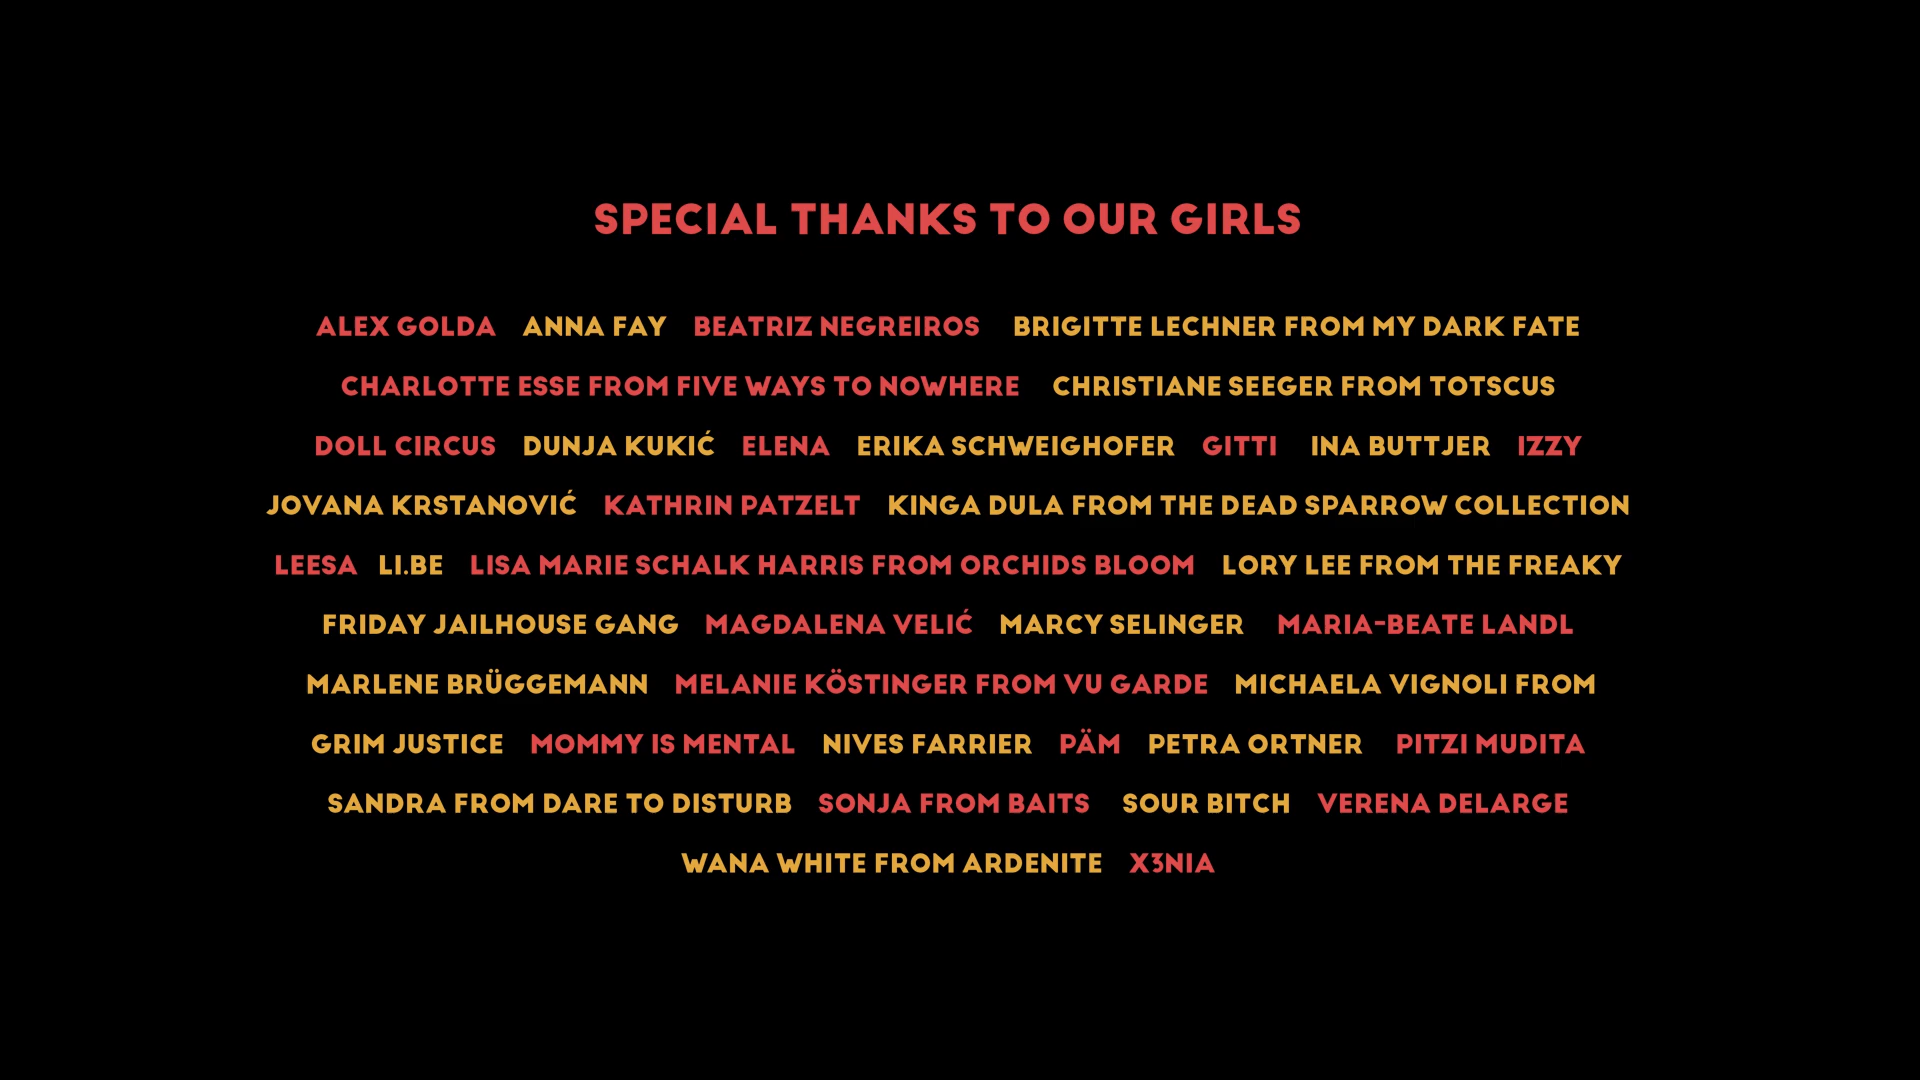 SPECIAL THANKS TO OUR GIRLS
ALEX GOLDA ANNA FAY BEATRIZ NEGREIROS BRIGITTE LECHNER FROM MY DARK FATE
CHARLOTTE ESSE FROM FIVE WAYS TO NOWHERE CHRISTIANE SEEGER FROM TOTSCUS
DOLL CIRCUS DUNJA KUKIĆ ELENA ERIKA SCHWEIGHOFER GITTI INA BUTTJER IZZY
JOVANA KRSTANOVIĆ KATHRIN PATZELT KINGA DULA FROM THE DEAD SPARROW COLLECTION
LEESA LI.BE LISA MARIE SCHALK HARRIS FROM ORCHIDS BLOOM LORY LEE FROM THE FREAKY
FRIDAY JAILHOUSE GANG MAGDALENA VELIĆ MARCY SELINGER MARIA-BEATE LANDL
MARLENE BRÜGGEMANN MELANIE KÖSTINGER FROM VU GARDE MICHAELA VIGNOLI FROM
GRIM JUSTICE MOMMY IS MENTAL NIVES FARRIER PÄM PETRA ORTNER PITZI MUDITA
SANDRA FROM DARE TO DISTURB SONJA FROM BAITS SOUR BITCH VERENA DELARGE
WANA WHITE FROM ARDENITE X3NIA